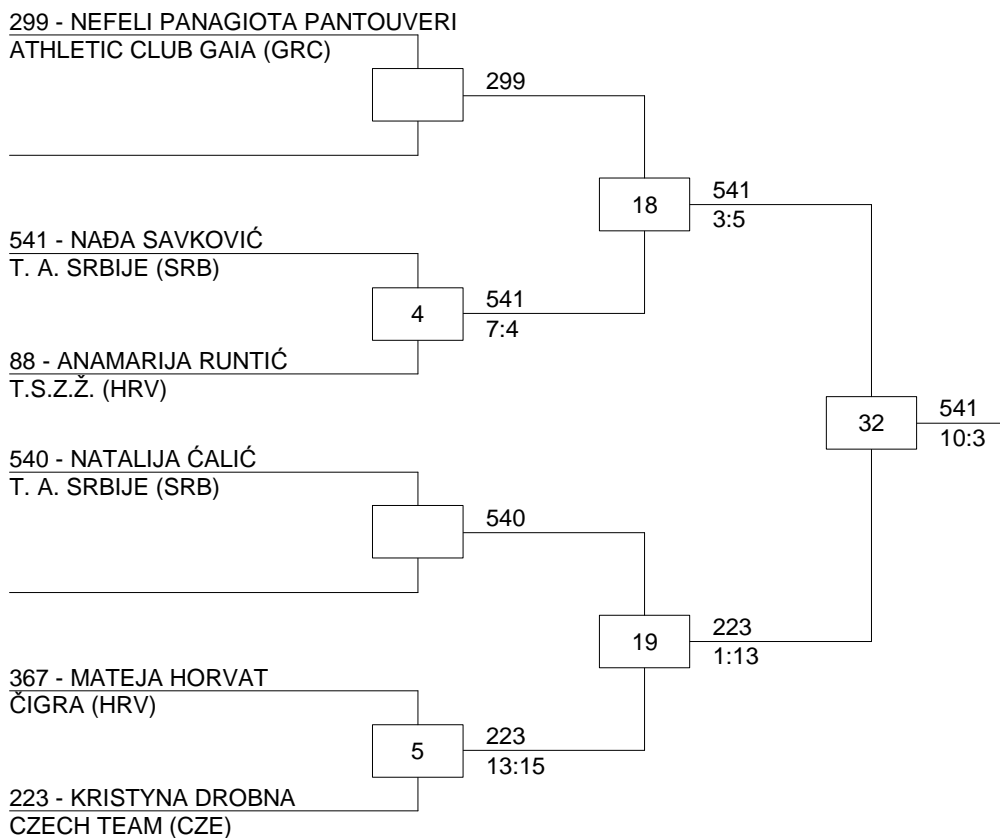 299 - NEFELI PANAGIOTA PANTOUVERI
ATHLETIC CLUB GAIA (GRC)
299
18
541
3:5
541 - NAĐA SAVKOVIĆ
T. A. SRBIJE (SRB)
4
541
7:4
88 - ANAMARIJA RUNTIĆ
T.S.Z.Ž. (HRV)
32
541
10:3
540 - NATALIJA ĆALIĆ
T. A. SRBIJE (SRB)
540
19
223
1:13
367 - MATEJA HORVAT
ČIGRA (HRV)
5
223
13:15
223 - KRISTYNA DROBNA
CZECH TEAM (CZE)